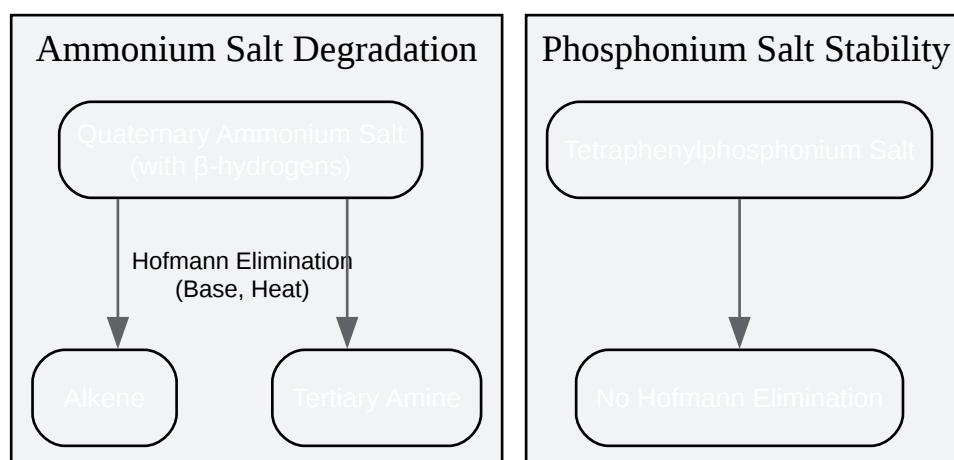 Ammonium Salt Degradation
Quaternary Ammonium Salt
(with β-hydrogens)
Hofmann Elimination
(Base, Heat)
Alkene
Tertiary Amine
Phosphonium Salt Stability
Tetraphenylphosphonium Salt
No Hofmann Elimination